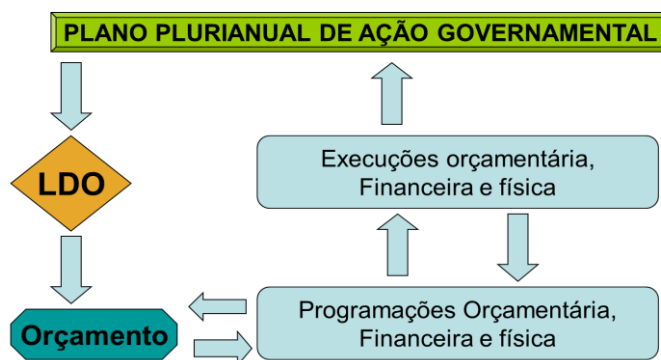 PLANO PLURIANUAL DE AÇÃO GOVERNAMENTAL
LDO
Execuções orçamentária,
Financeira e física
Orçamento
Programações Orçamentária,
Financeira e física